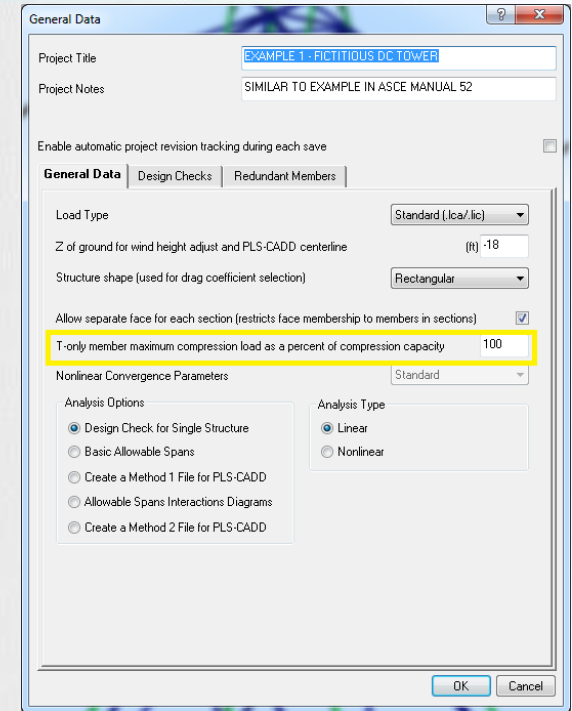 General Data
Project Title EXAMPLE 1 - FICTITIOUS DC TOWER
Project Notes SIMILAR TO EXAMPLE IN ASCE MANUAL 52
Enable automatic project revision tracking during each save
General Data Design Checks Redundant Members
Load Type Standard (.lca/.lic)
Z of ground for wind height adjust and PLS-CADD centerline (ft) -18
Structure shape (used for drag coefficient selection) Rectangular
Allow separate face for each section (restricts face membership to members in sections)
T-only member maximum compression load as a percent of compression capacity 100
Nonlinear Convergence Parameters Standard
Analysis Options
Design Check for Single Structure
Basic Allowable Spans
Create a Method 1 File for PLS-CADD
Allowable Spans Interactions Diagrams
Create a Method 2 File for PLS-CADD
Analysis Type
Linear
Nonlinear
OK Cancel